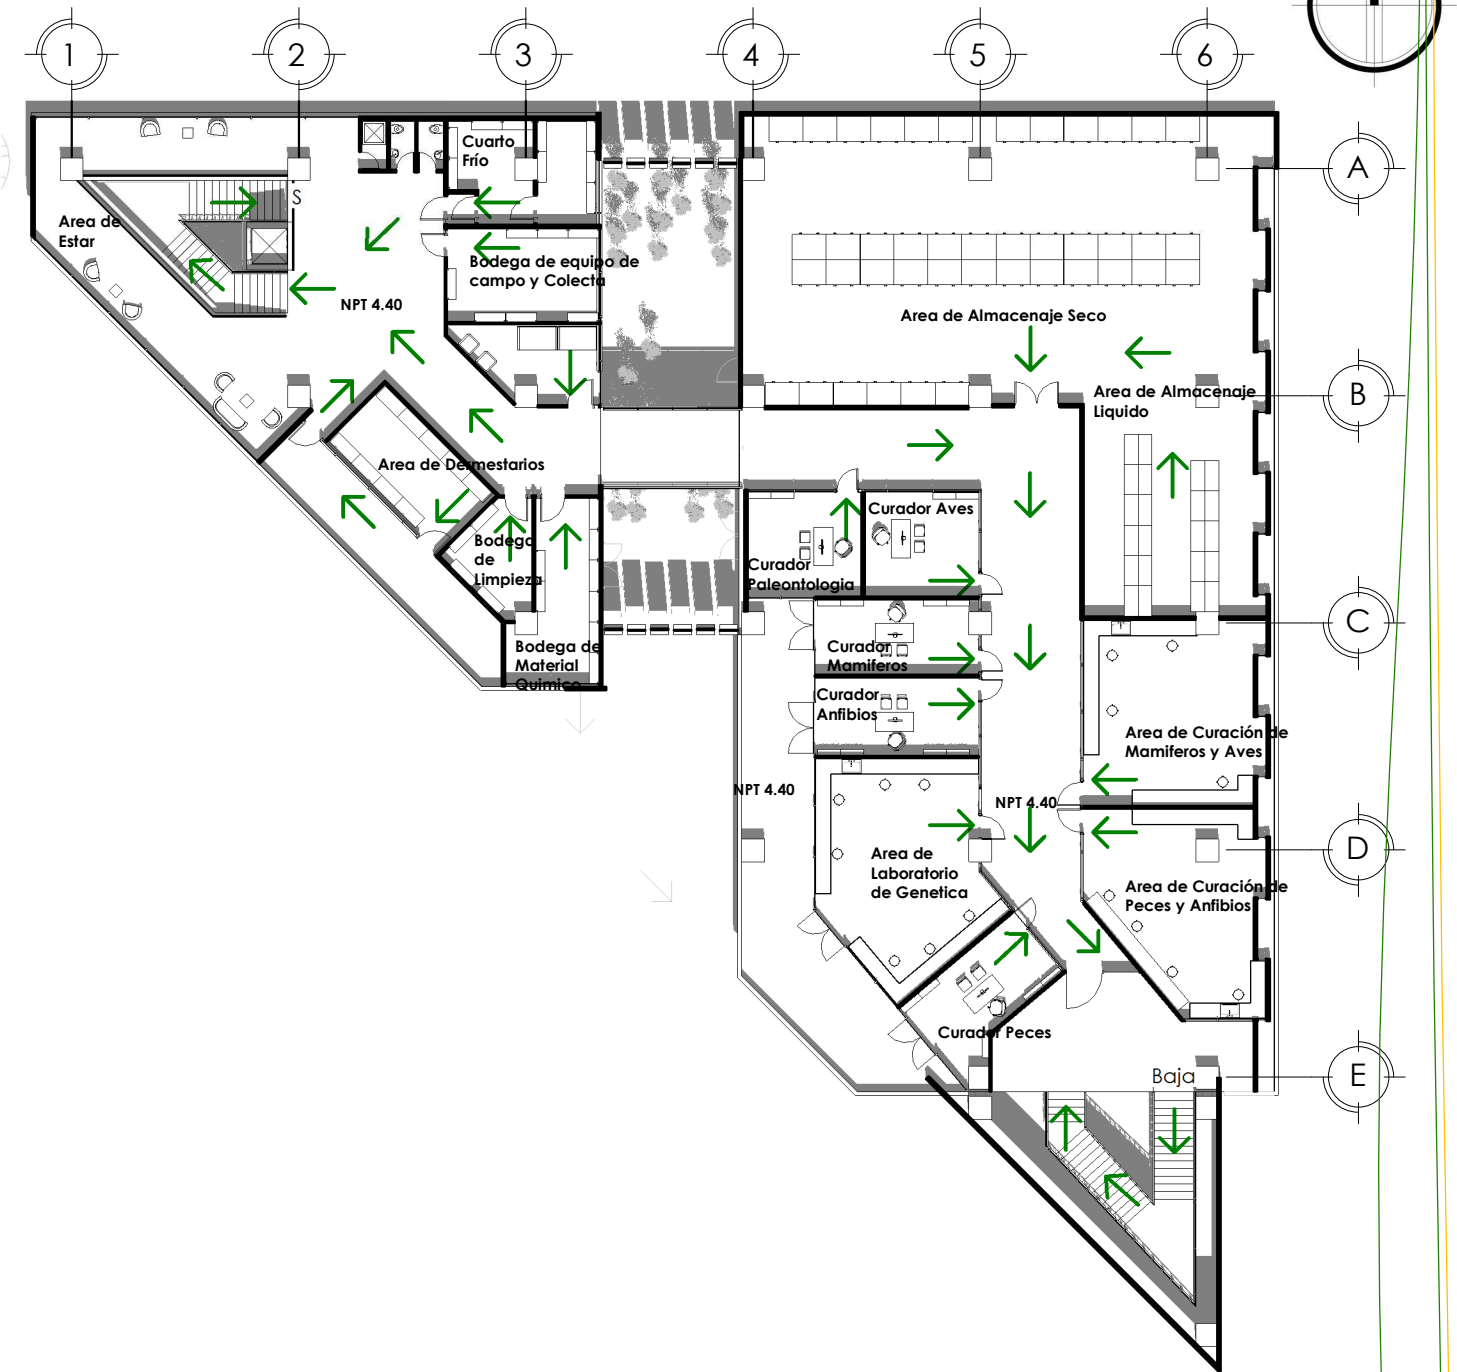 1
2
3
4
5
6
A
Cuarto
Frío
S
Area de
Estar
Bodega de equipo de
campo y Colecta
NPT 4.40
Area de Almacenaje Seco
B
Area de Almacenaje
Liquido
Area de Dermestarios
Curador Aves
Bodega
de
Limpieza
Curador
Paleontologia
C
Bodega de
Material
Quimico
Curador
Mamiferos
Curador
Anfibios
Area de Curación de
Mamiferos y Aves
NPT 4.40
NPT 4.40
D
Area de
Laboratorio
de Genetica
Area de Curación de
Peces y Anfibios
Curador Peces
Baja
E